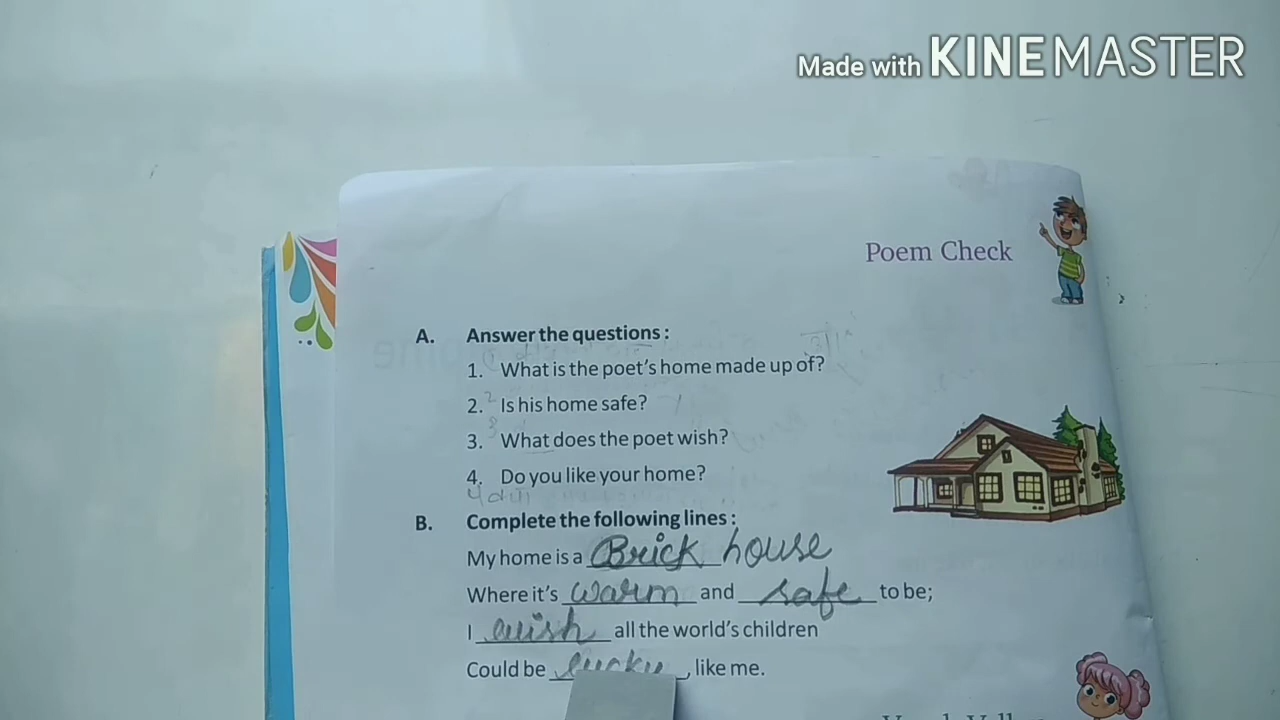 Made with KINEMASTER
Poem Check
A. Answer the questions :
1. What is the poet's home made up of?
2. Is his home safe?
3. What does the poet wish?
4. Do you like your home?
B. Complete the following lines :
My home is a Brick house
Where it's warm and safe to be;
I wish all the world's children
Could be lucky, like me.